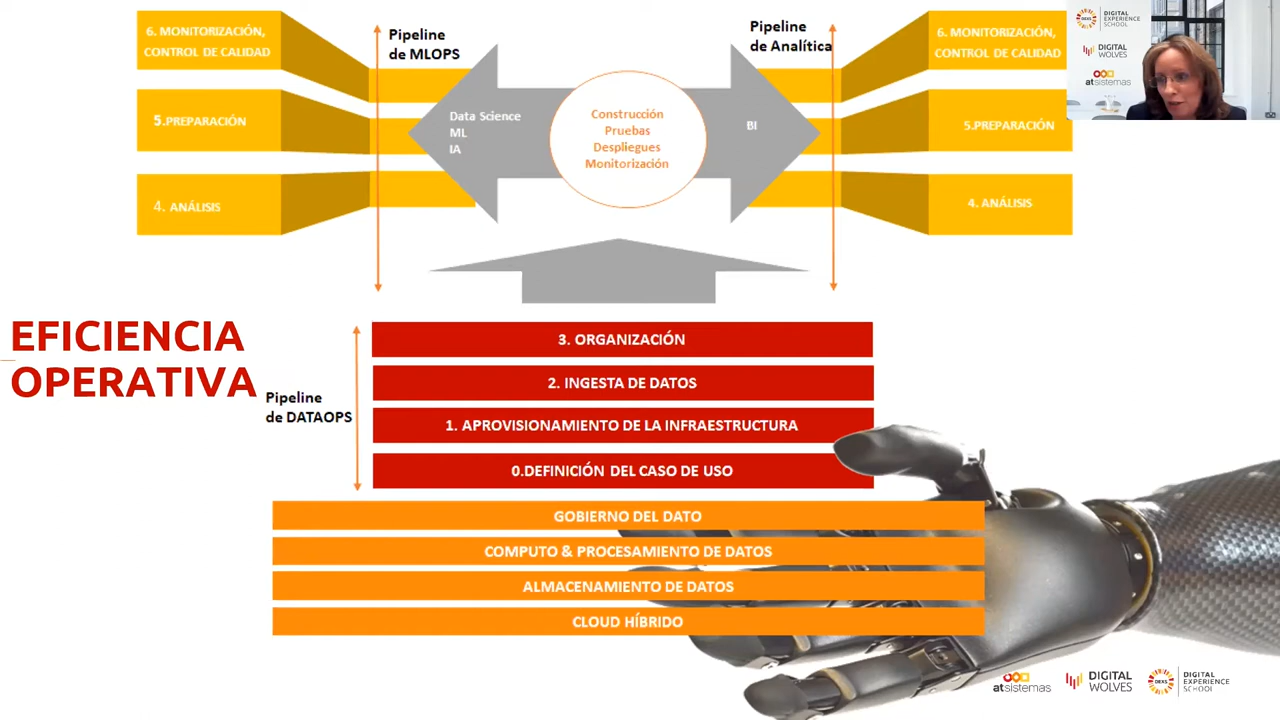 6. MONITORIZACIÓN,
CONTROL DE CALIDAD
5.PREPARACIÓN
4. ANÁLISIS
Pipeline
de MLOPS
Data Science
ML
IA
Construcción
Pruebas
Despliegues
Monitorización
BI
Pipeline
de Analítica
6. MONITORIZACIÓN,
CONTROL DE CALIDAD
5.PREPARACIÓN
4. ANÁLISIS
DEXS
DIGITAL
EXPERIENCE
SCHOOL
DIGITAL
WOLVES
atsistemas
EFICIENCIA
OPERATIVA
Pipeline
de DATAOPS
3. ORGANIZACIÓN
2. INGESTA DE DATOS
1. APROVISIONAMIENTO DE LA INFRAESTRUCTURA
0.DEFINICIÓN DEL CASO DE USO
GOBIERNO DEL DATO
COMPUTO & PROCESAMIENTO DE DATOS
ALMACENAMIENTO DE DATOS
CLOUD HÍBRIDO
atsistemas
DIGITAL
WOLVES
DEXS
DIGITAL
EXPERIENCE
SCHOOL